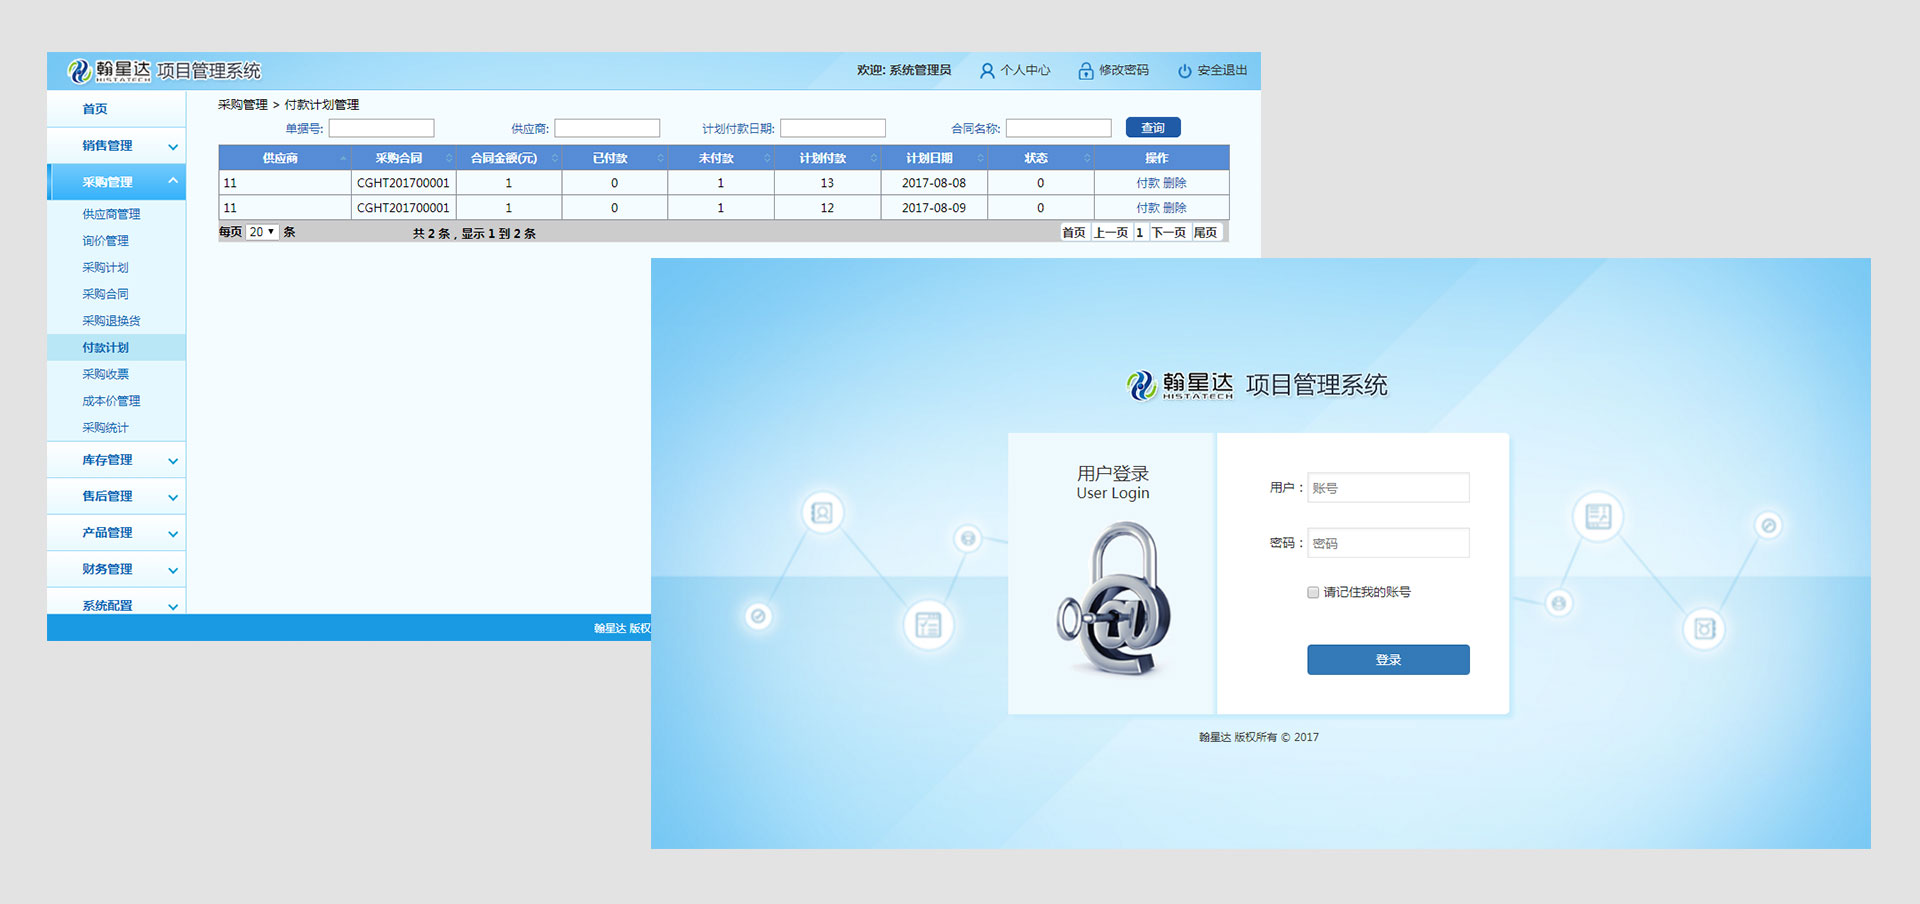 翰星达 HISTATECH 项目管理系统
欢迎: 系统管理员 个人中心 修改密码 安全退出
首页
销售管理
采购管理
供应商管理
询价管理
采购计划
采购合同
采购退换货
付款计划
采购收票
成本价管理
采购统计
库存管理
售后管理
产品管理
财务管理
系统配置
采购管理 > 付款计划管理
单据号: 供应商: 计划付款日期: 合同名称: 查询
供应商 采购合同 合同金额(元) 已付款 未付款 计划付款 计划日期 状态 操作
11 CGHT201700001 1 0 1 13 2017-08-08 0 付款 删除
11 CGHT201700001 1 0 1 12 2017-08-09 0 付款 删除
每页 20 条 共 2 条 , 显示 1 到 2 条 首页 上一页 1 下一页 尾页
翰星达 版权
翰星达 HISTATECH 项目管理系统
用户登录
User Login
用户 : 账号
密码 : 密码
请记住我的账号
登录
翰星达 版权所有 © 2017